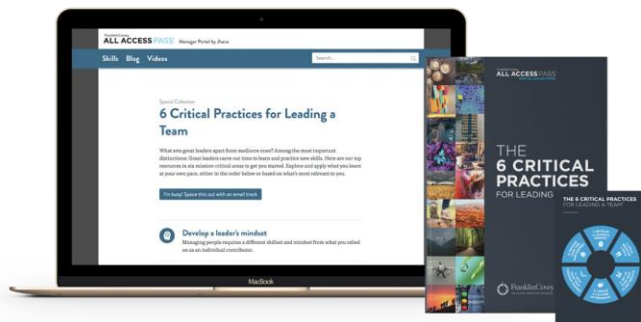 FranklinCovey
ALL ACCESS PASS® Manager Portal by Jhana
Skills Blog Videos
Search...
Special Collection
6 Critical Practices for Leading a
Team
What sets great leaders apart from mediocre ones? Among the most important
distinctions: Great leaders carve out time to learn and practice new skills. Here are our top
resources in six mission-critical areas to get you started. Explore and apply what you learn
at your own pace, either in the order below or based on what's most relevant to you.
I'm busy! Space this out with an email track
Develop a leader's mindset
Managing people requires a different skillset and mindset from what you relied
on as an individual contributor.
MacBook
ALL ACCESS PASS®
THE
6 CRITICAL
PRACTICES
FOR LEADING
FranklinCovey
THE 6 CRITICAL PRACTICES
FOR LEADING A TEAM